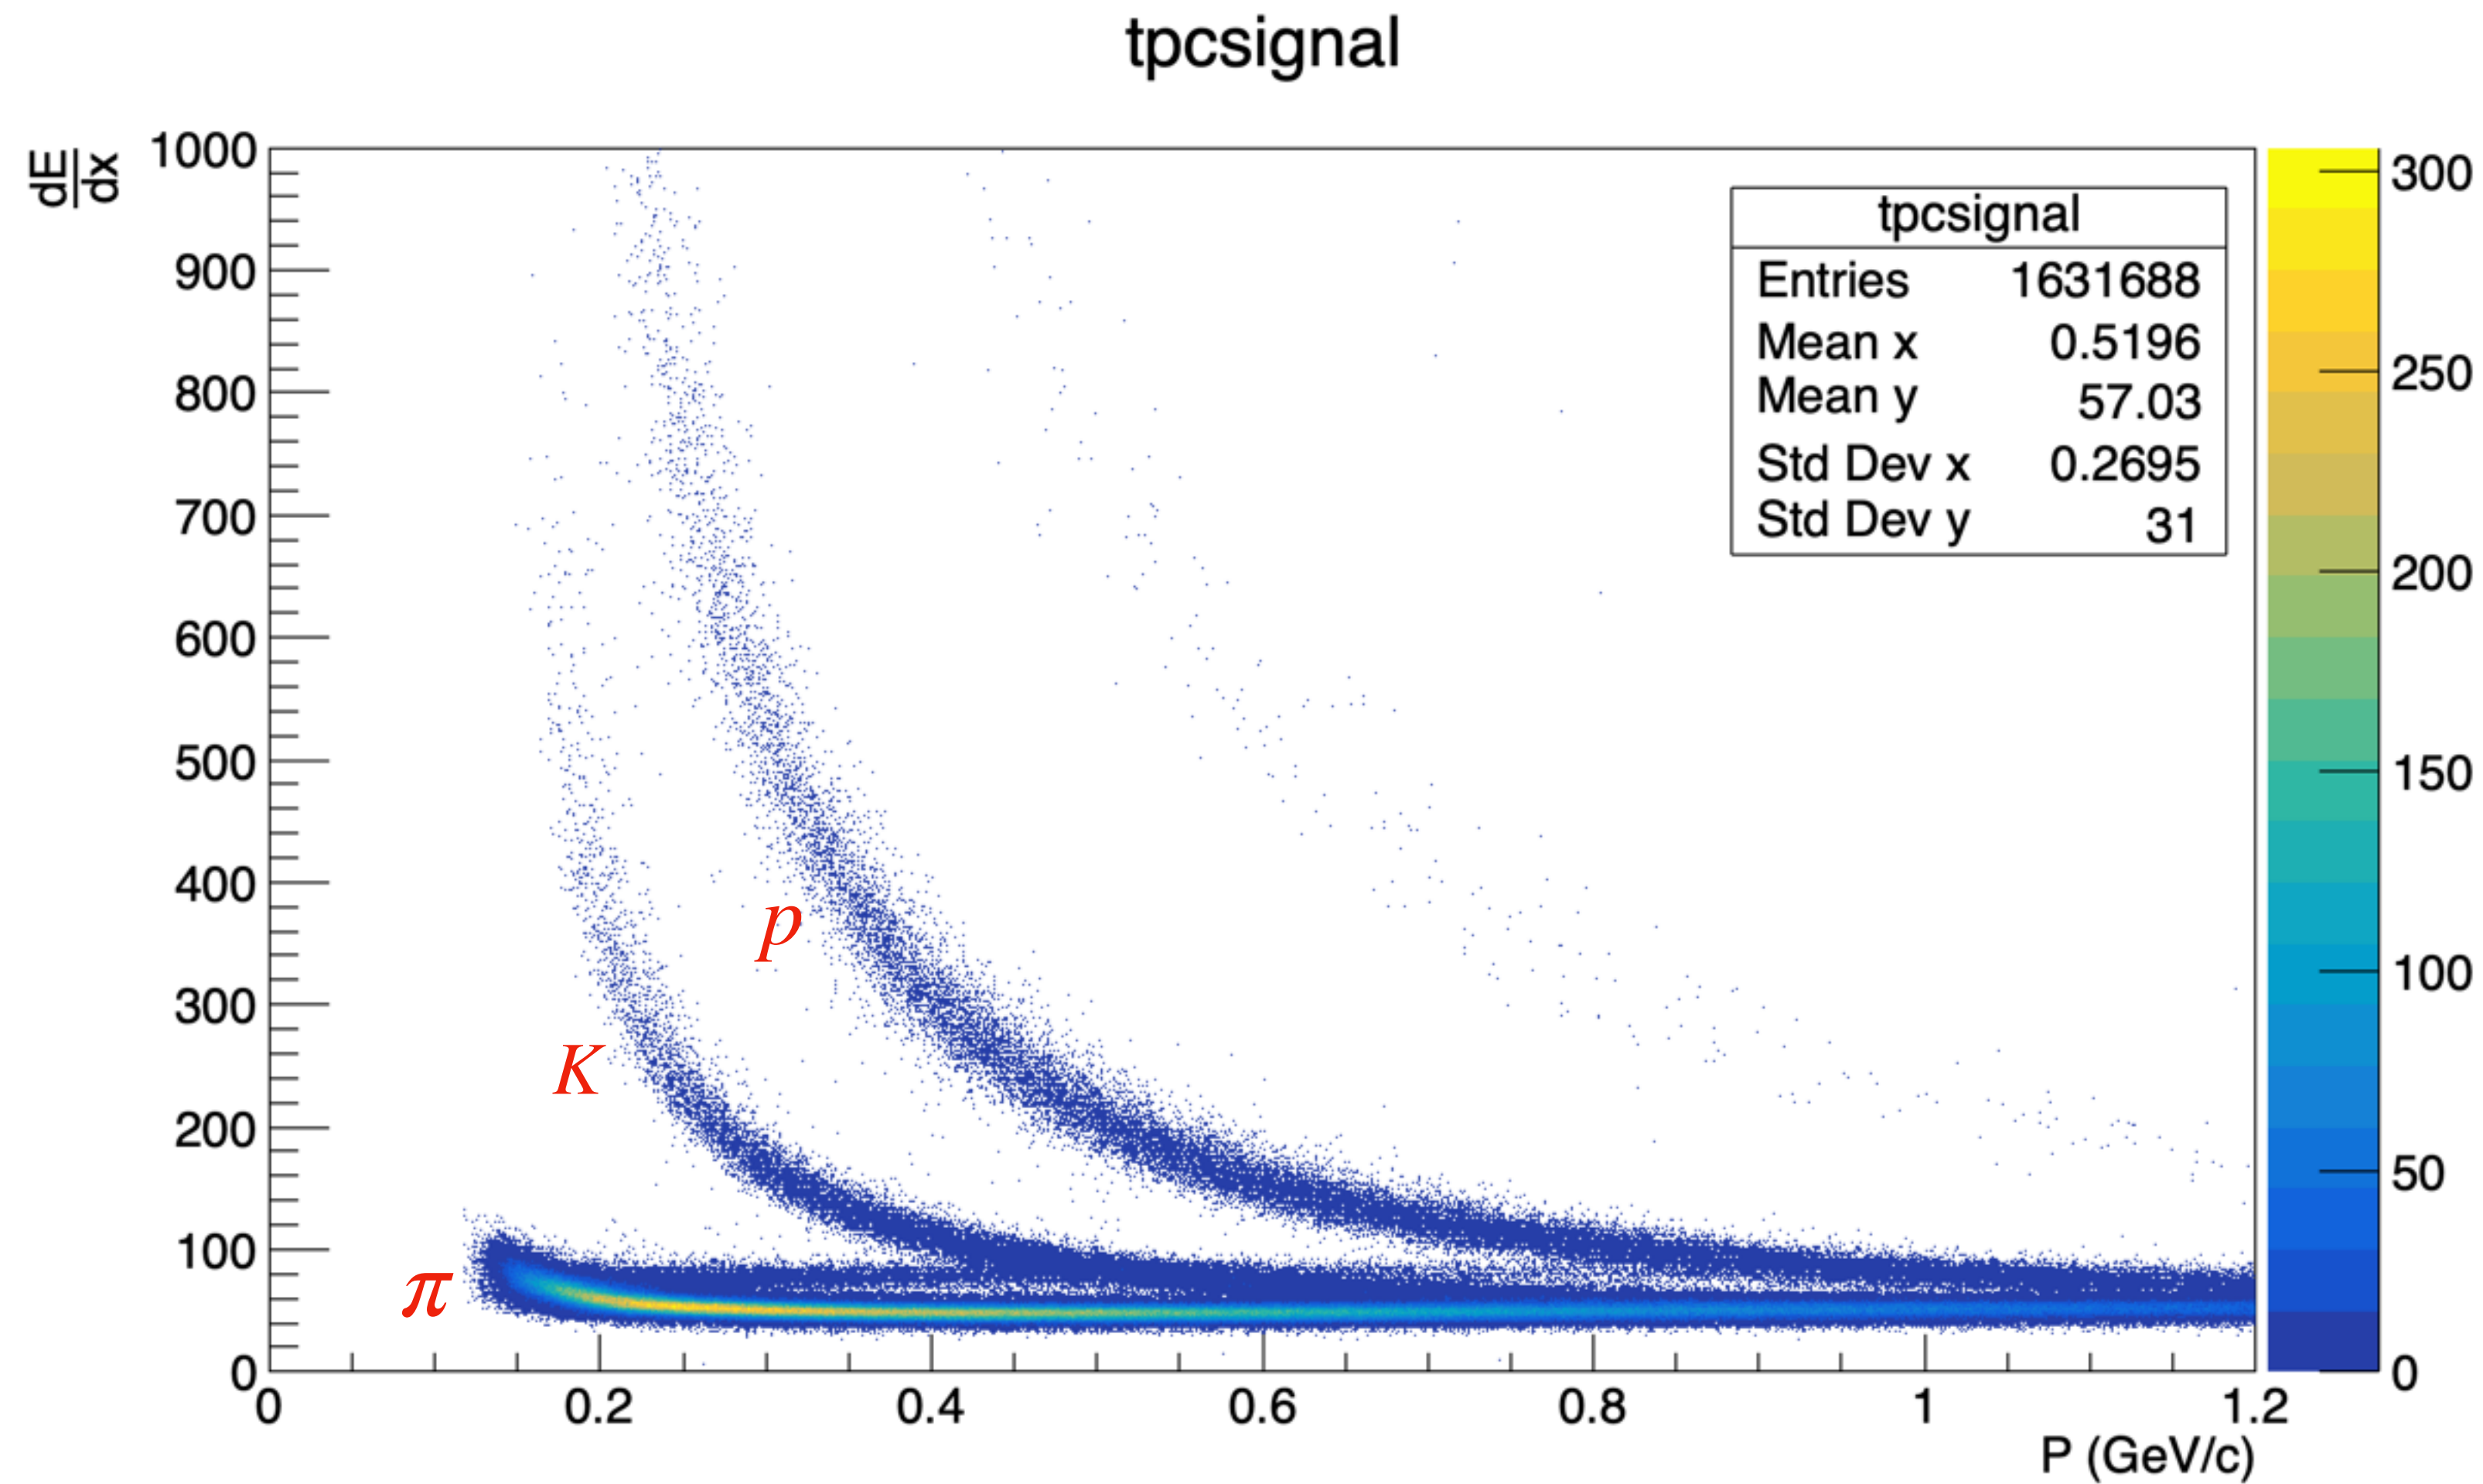 tpcsignal
dE
dx
1000
900
800
700
600
500
400
300
200
100
0
tpcsignal
Entries 1631688
Mean x 0.5196
Mean y 57.03
Std Dev x 0.2695
Std Dev y 31
p
K
π
300
250
200
150
100
50
0
0 0.2 0.4 0.6 0.8 1 1.2
P (GeV/c)